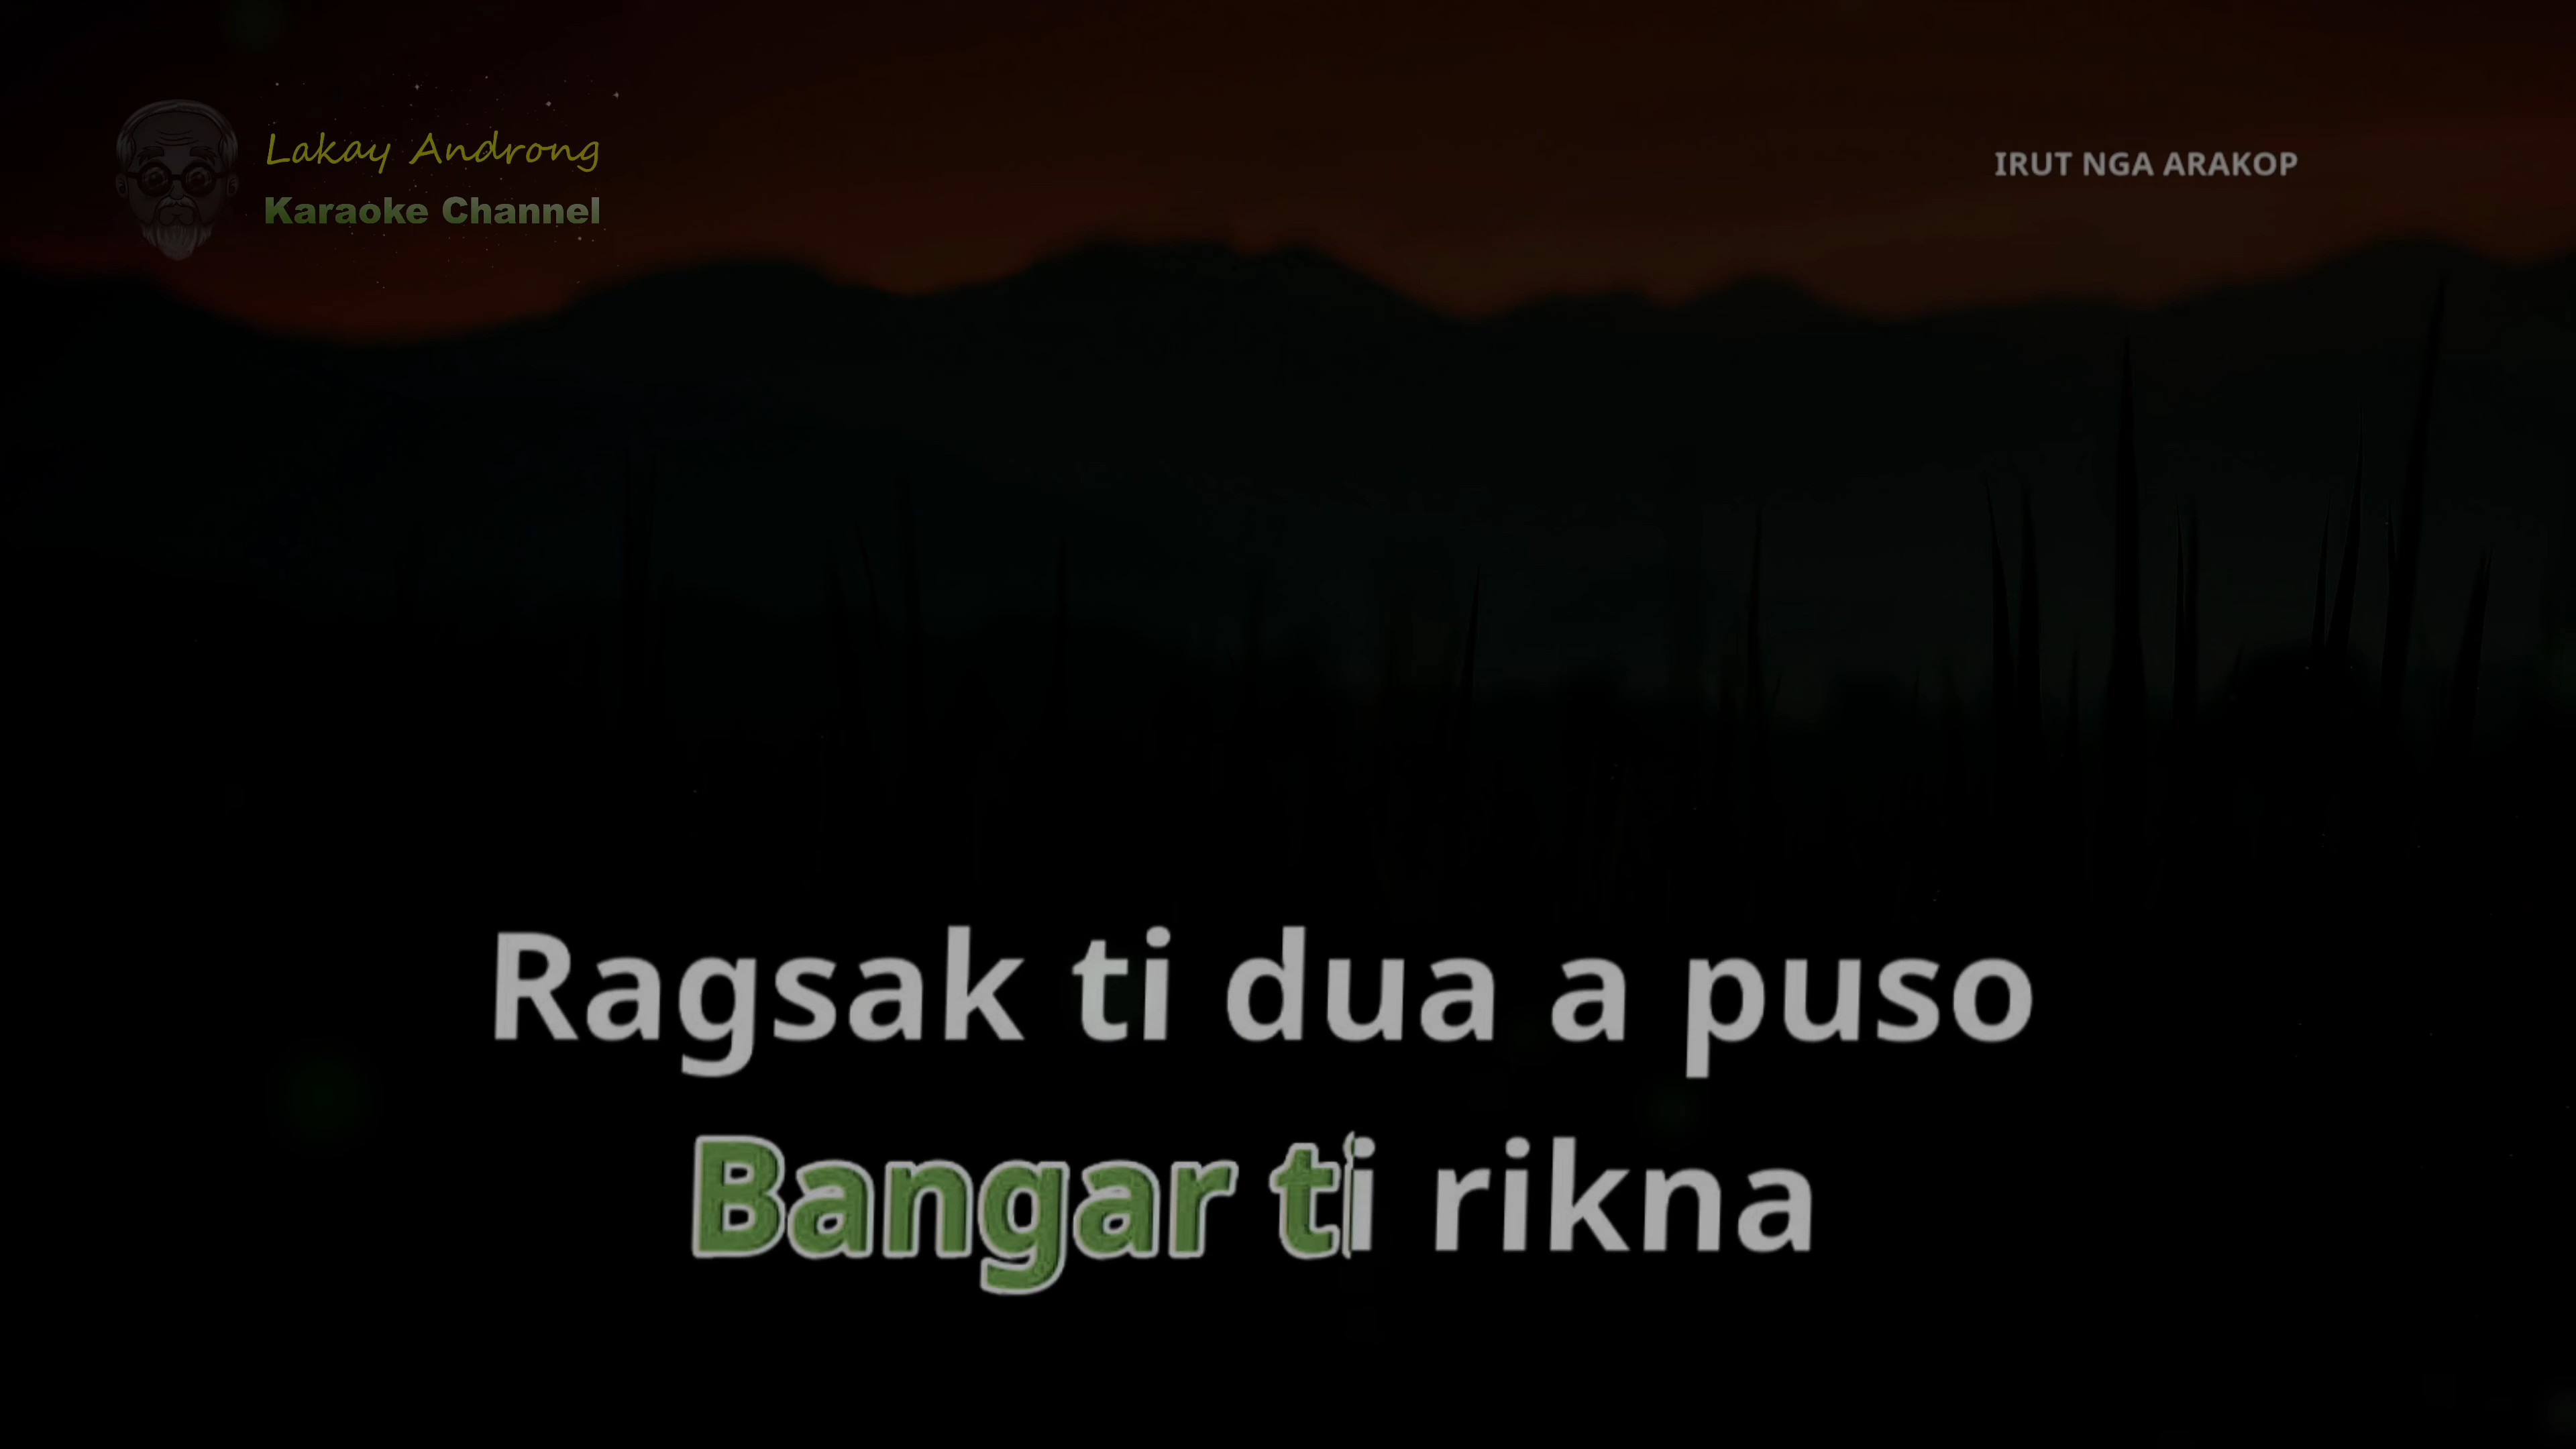 Lakay Androng
Karaoke Channel
IRUT NGA ARAKOP
Ragsak ti dua a puso
Bangar ti rikna